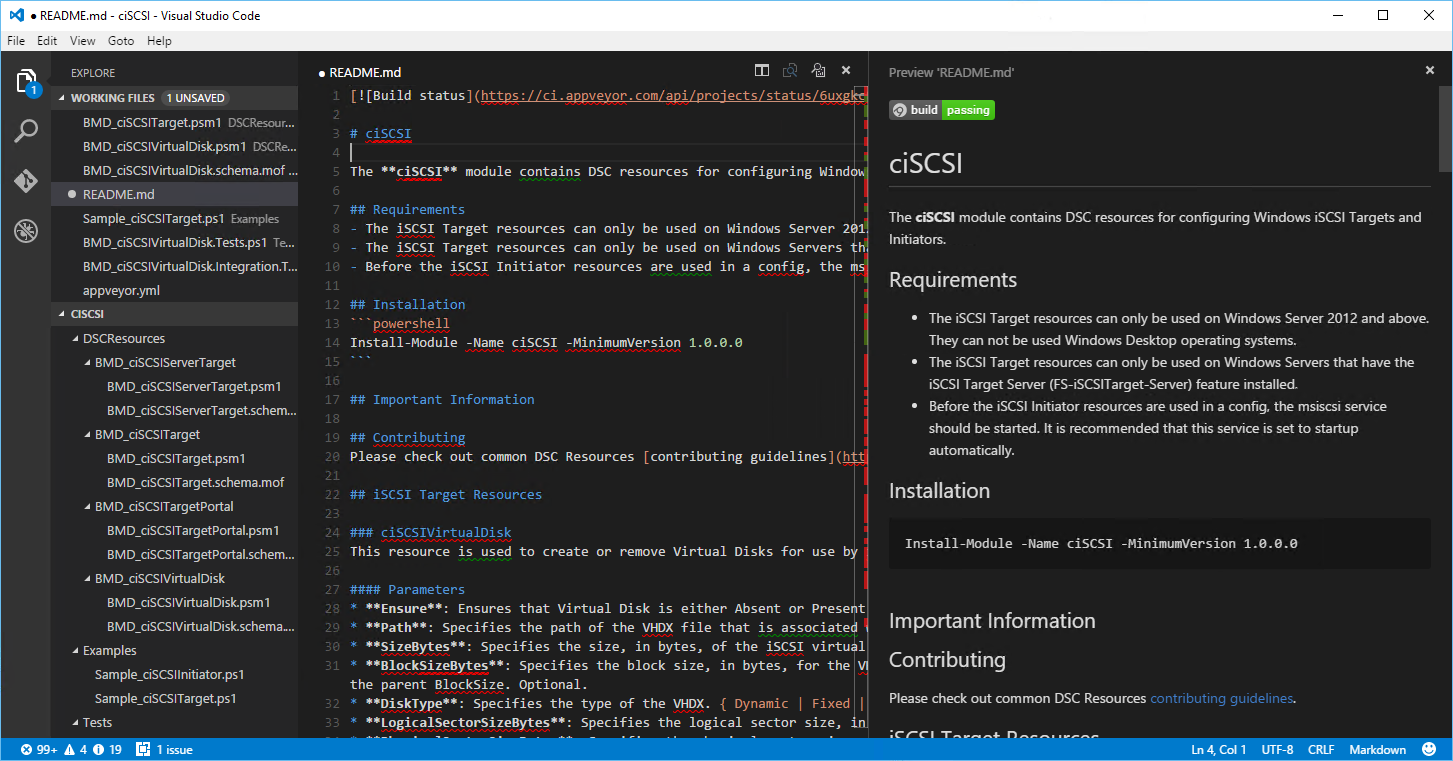 ● README.md - ciSCSI - Visual Studio Code
File Edit View Goto Help
EXPLORE
WORKING FILES 1 UNSAVED
BMD_ciSCSITarget.psm1 DSCResour...
BMD_ciSCSIVirtualDisk.psm1 DSCRe...
BMD_ciSCSIVirtualDisk.schema.mof ...
● README.md
Sample_ciSCSITarget.ps1 Examples
BMD_ciSCSIVirtualDisk.Tests.ps1 Te...
BMD_ciSCSIVirtualDisk.Integration.T...
appveyor.yml
CISCSI
DSCResources
BMD_ciSCSIServerTarget
BMD_ciSCSIServerTarget.psm1
BMD_ciSCSIServerTarget.schem...
BMD_ciSCSITarget
BMD_ciSCSITarget.psm1
BMD_ciSCSITarget.schema.mof
BMD_ciSCSITargetPortal
BMD_ciSCSITargetPortal.psm1
BMD_ciSCSITargetPortal.schem...
BMD_ciSCSIVirtualDisk
BMD_ciSCSIVirtualDisk.psm1
BMD_ciSCSIVirtualDisk.schema....
Examples
Sample_ciSCSIInitiator.ps1
Sample_ciSCSITarget.ps1
Tests
1
● README.md
1 [![Build status](https://ci.appveyor.com/api/projects/status/6uxgkc
2
3 # ciSCSI
4
5 The **ciSCSI** module contains DSC resources for configuring Window
6
7 ## Requirements
8 - The iSCSI Target resources can only be used on Windows Server 201
9 - The iSCSI Target resources can only be used on Windows Servers th
10 - Before the iSCSI Initiator resources are used in a config, the ms
11
12 ## Installation
13 ```powershell
14 Install-Module -Name ciSCSI -MinimumVersion 1.0.0.0
15 ```
16
17 ## Important Information
18
19 ## Contributing
20 Please check out common DSC Resources [contributing guidelines](htt
21
22 ## iSCSI Target Resources
23
24 ### ciSCSIVirtualDisk
25 This resource is used to create or remove Virtual Disks for use by
26
27 #### Parameters
28 * **Ensure**: Ensures that Virtual Disk is either Absent or Present
29 * **Path**: Specifies the path of the VHDX file that is associated
30 * **SizeBytes**: Specifies the size, in bytes, of the iSCSI virtual
31 * **BlockSizeBytes**: Specifies the block size, in bytes, for the VH
the parent BlockSize. Optional.
32 * **DiskType**: Specifies the type of the VHDX. { Dynamic | Fixed |
33 * **LogicalSectorSizeBytes**: Specifies the logical sector size, in
Preview 'README.md'
build passing
ciSCSI
The ciSCSI module contains DSC resources for configuring Windows iSCSI Targets and
Initiators.
Requirements
• The iSCSI Target resources can only be used on Windows Server 2012 and above.
They can not be used Windows Desktop operating systems.
• The iSCSI Target resources can only be used on Windows Servers that have the
iSCSI Target Server (FS-iSCSITarget-Server) feature installed.
• Before the iSCSI Initiator resources are used in a config, the msiscsi service
should be started. It is recommended that this service is set to startup
automatically.
Installation
Install-Module -Name ciSCSI -MinimumVersion 1.0.0.0
Important Information
Contributing
Please check out common DSC Resources contributing guidelines.
iSCSI Target Resources
99+ 4 19 1 issue
Ln 4, Col 1 UTF-8 CRLF Markdown